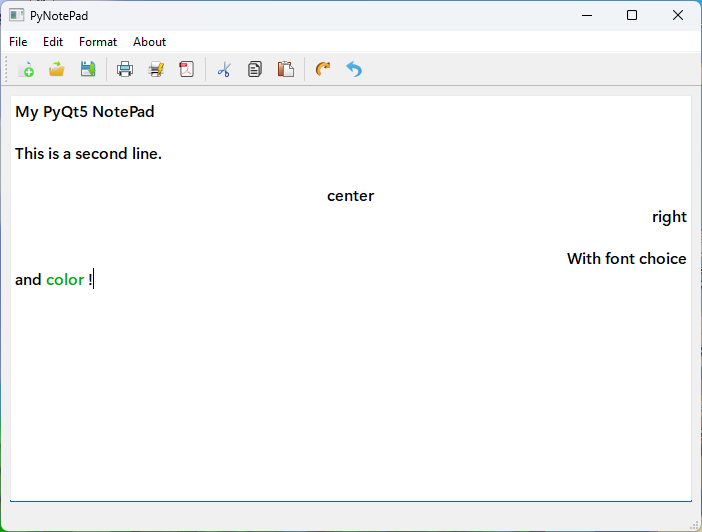 PyNotePad
File Edit Format About
My PyQt5 NotePad
This is a second line.
center
right
With font choice
and color !